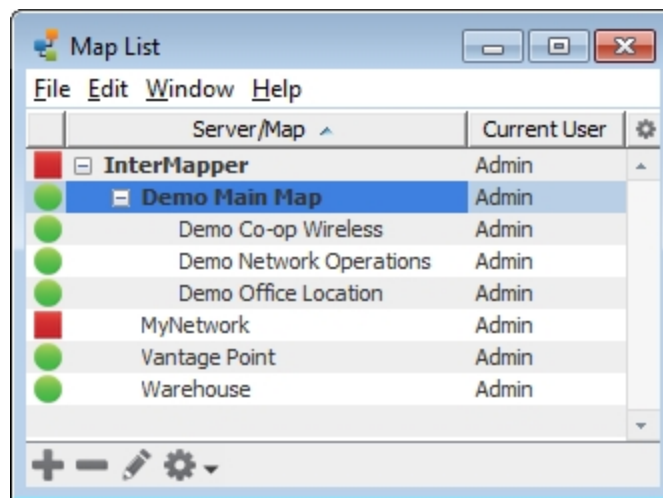 Map List
File Edit Window Help
Server/Map Current User
InterMapper Admin
Demo Main Map Admin
Demo Co-op Wireless Admin
Demo Network Operations Admin
Demo Office Location Admin
MyNetwork Admin
Vantage Point Admin
Warehouse Admin